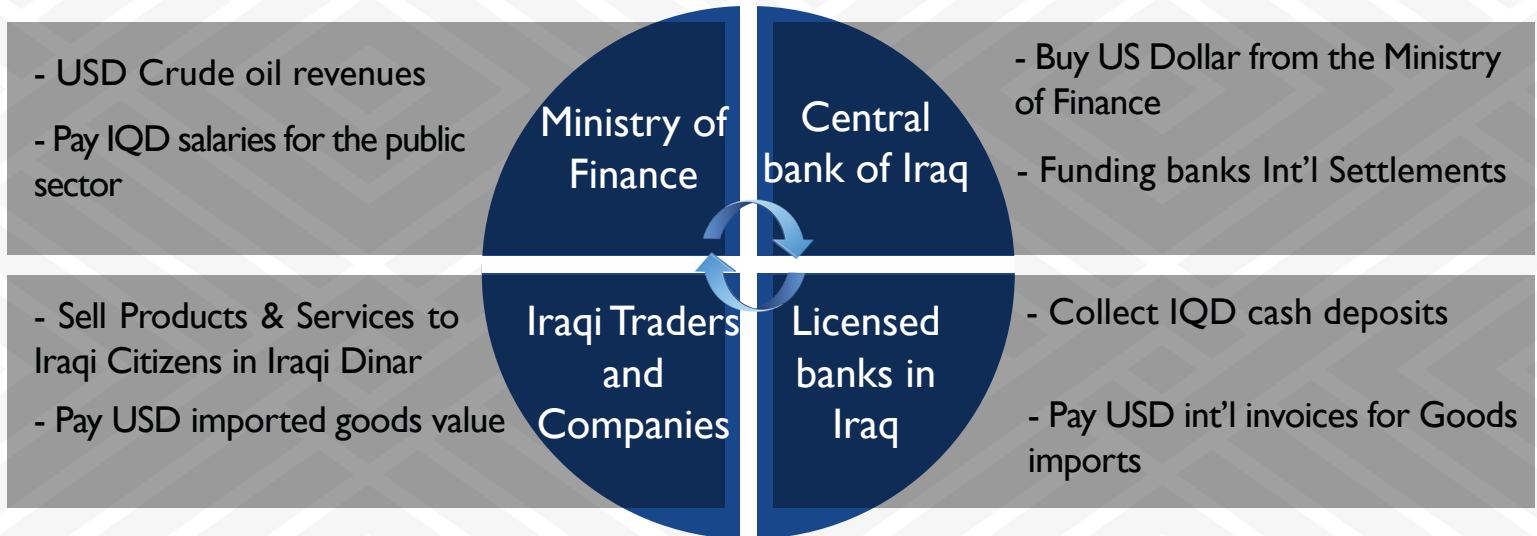 - USD Crude oil revenues
- Pay IQD salaries for the public
sector
Ministry of
Finance
Central
bank of Iraq
- Buy US Dollar from the Ministry
of Finance
- Funding banks Int’l Settlements
- Sell Products & Services to
Iraqi Citizens in Iraqi Dinar
- Pay USD imported goods value
Iraqi Traders
and
Companies
Licensed
banks in
Iraq
- Collect IQD cash deposits
- Pay USD int’l invoices for Goods
imports